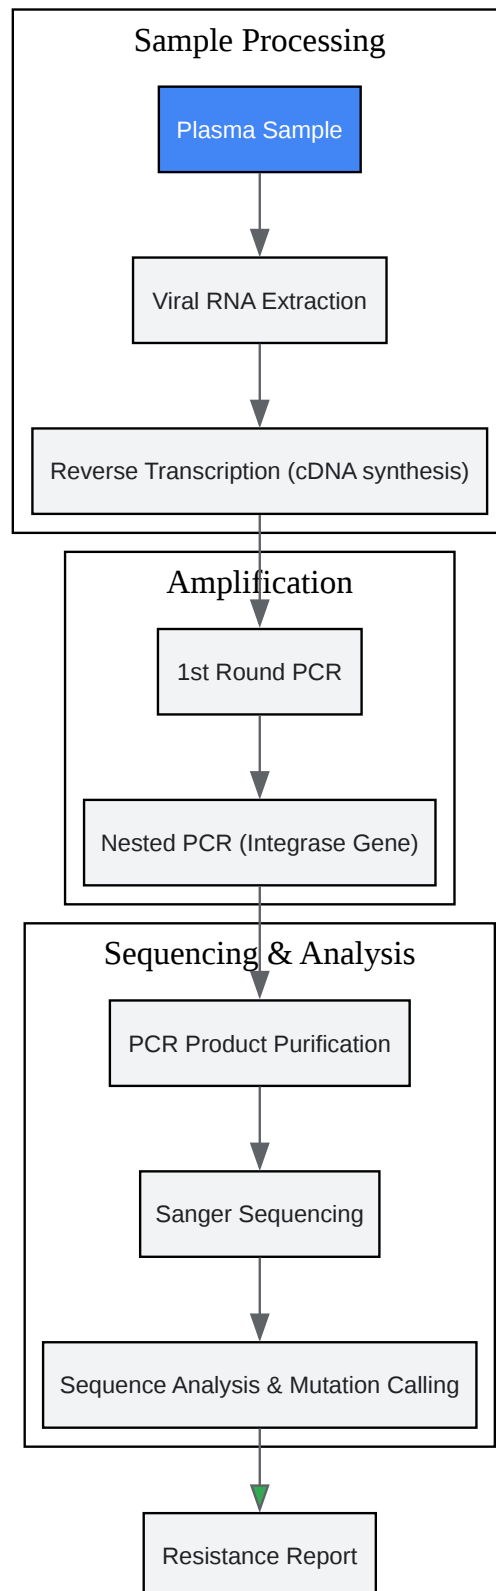 Sample Processing
Plasma Sample
Viral RNA Extraction
Reverse Transcription (cDNA synthesis)
Amplification
1st Round PCR
Nested PCR (Integrase Gene)
Sequencing & Analysis
PCR Product Purification
Sanger Sequencing
Sequence Analysis & Mutation Calling
Resistance Report